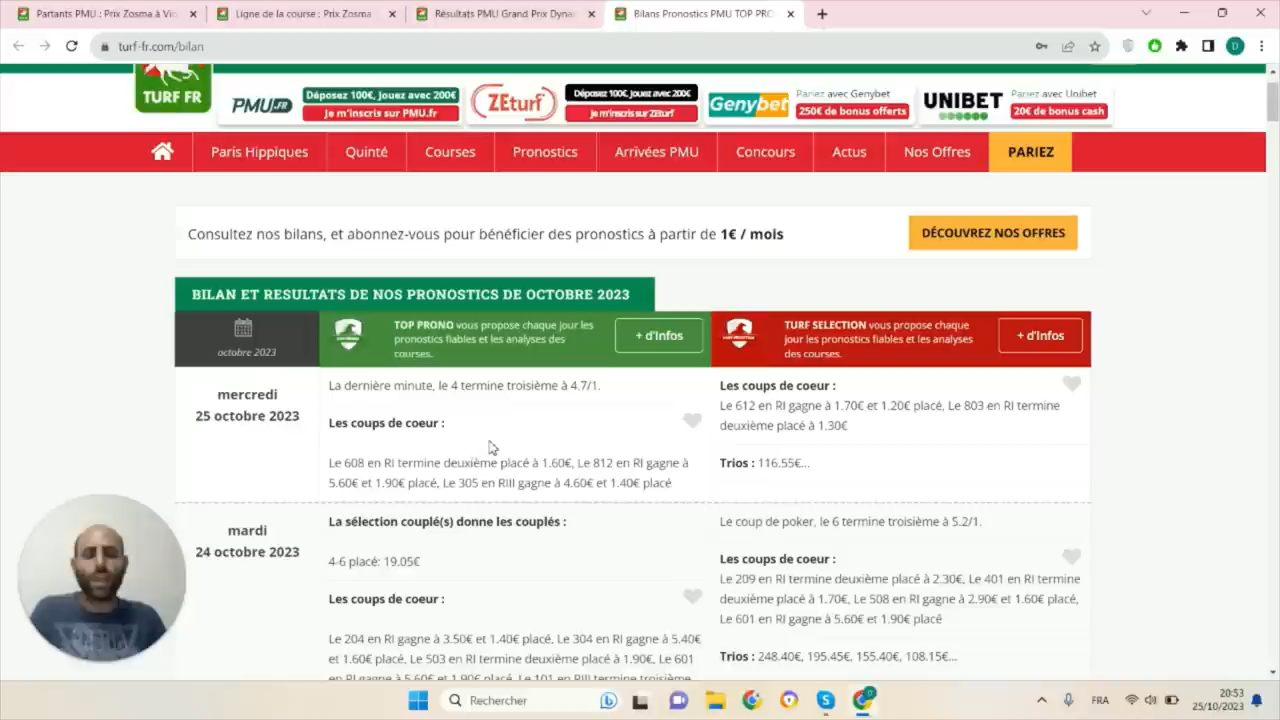 Partants PMU : Prix Zosma à Vi
Ligne de la course : Prix Zosma
Résultats PMU Grand Prix Dyna
Bilans Pronostics PMU TOP PRO
turf-fr.com/bilan
D
TURF FR
PMU.FR
Déposez 100€, Jouez avec 200€
Je m'inscris sur PMU.fr
ZEturf
Déposez 100€, Jouez avec 200€
Je m'inscris sur ZEturf
Genybet
Pariez avec Genybet
250€ de bonus offerts
UNIBET
Pariez avec Unibet
20€ de bonus cash
Paris Hippiques
Quinté
Courses
Pronostics
Arrivées PMU
Concours
Actus
Nos Offres
PARIEZ
Consultez nos bilans, et abonnez-vous pour bénéficier des pronostics à partir de 1€ / mois
DÉCOUVREZ NOS OFFRES
BILAN ET RESULTATS DE NOS PRONOSTICS DE OCTOBRE 2023
octobre 2023
TOP PRONO vous propose chaque jour les
pronostics fiables et les analyses des
courses.
+ d'Infos
TURF SELECTION vous propose chaque
jour les pronostics fiables et les analyses
des courses.
+ d'Infos
mercredi
25 octobre 2023
La dernière minute, le 4 termine troisième à 4.7/1.
Les coups de coeur :
Le 608 en RI termine deuxième placé à 1.60€, Le 812 en RI gagne à
5.60€ et 1.90€ placé, Le 305 en RIII gagne à 4.60€ et 1.40€ placé
Les coups de coeur :
Le 612 en RI gagne à 1.70€ et 1.20€ placé, Le 803 en RI termine
deuxième placé à 1.30€
Trios : 116.55€...
mardi
24 octobre 2023
La sélection couplé(s) donne les couplés :
4-6 placé: 19.05€
Les coups de coeur :
Le 204 en RI gagne à 3.50€ et 1.40€ placé, Le 304 en RI gagne à 5.40€
et 1.60€ placé, Le 503 en RI termine deuxième placé à 1.90€, Le 601
en RI gagne à 5.60€ et 1.90€ placé, Le 101 en RIII termine troisième
Le coup de poker, le 6 termine troisième à 5.2/1.
Les coups de coeur :
Le 209 en RI termine deuxième placé à 2.30€, Le 401 en RI termine
deuxième placé à 1.70€, Le 508 en RI gagne à 2.90€ et 1.60€ placé,
Le 601 en RI gagne à 5.60€ et 1.90€ placé
Trios : 248.40€, 195.45€, 155.40€, 108.15€...
Rechercher
FRA
20:53
25/10/2023